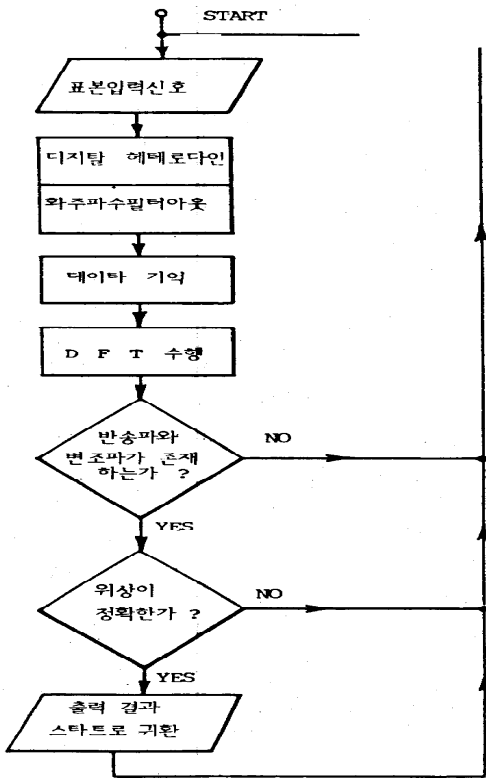 START
표본입력신호
디지탈 헤테로다인
화주파수필터아웃
데이타 기억
D F T 수행
반송파와
변조파가 존재
하는가 ?
NO
YES
위상이
정확한가 ?
NO
YES
출력 결과
스타트로 귀환